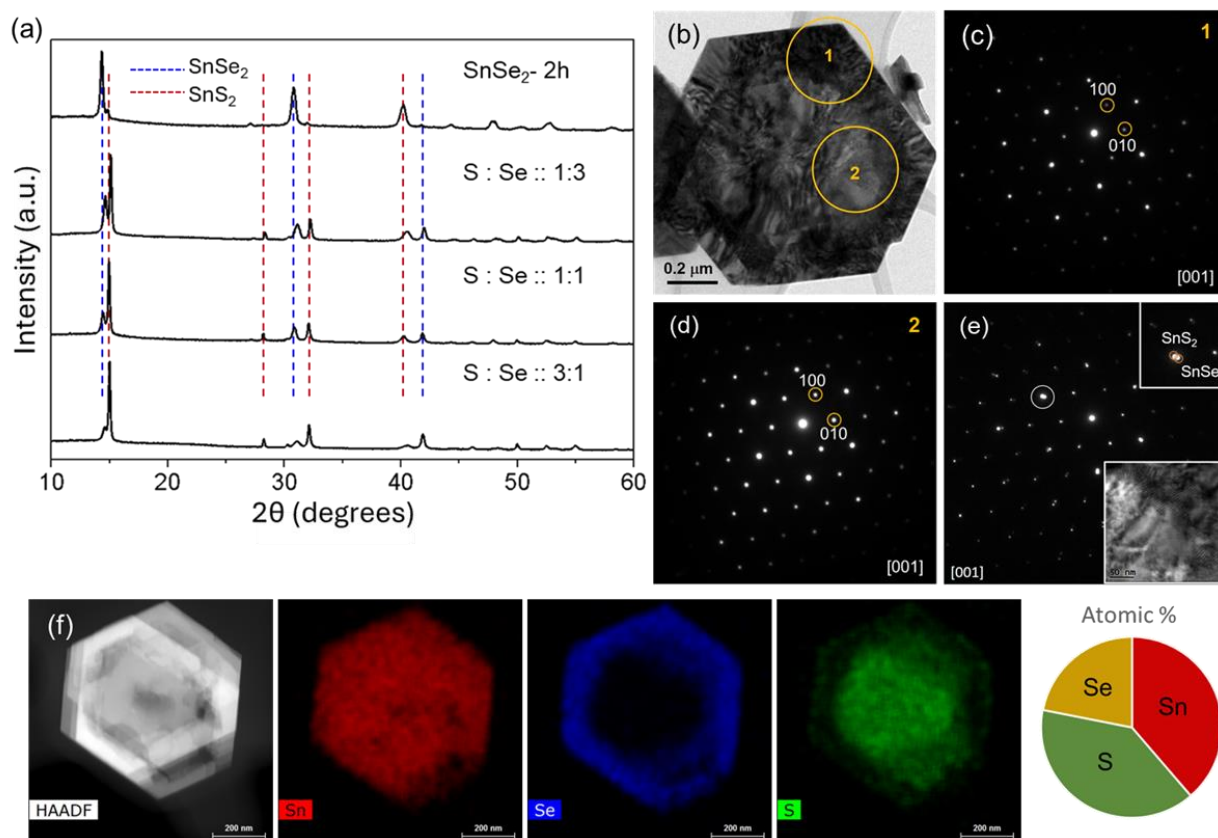 (a)
Intensity (a.u.)
SnSe₂
SnS₂
SnSe₂- 2h
S : Se :: 1:3
S : Se :: 1:1
S : Se :: 3:1
10 20 30 40 50 60
2θ (degrees)
(b)
1
2
0.2 μm
(c)
1
100
010
[001]
(d)
2
100
010
[001]
(e)
SnS₂
SnSe
[001]
50 nm
(f)
HAADF
200 nm
Sn
200 nm
Se
200 nm
S
200 nm
Atomic %
Se
Sn
S